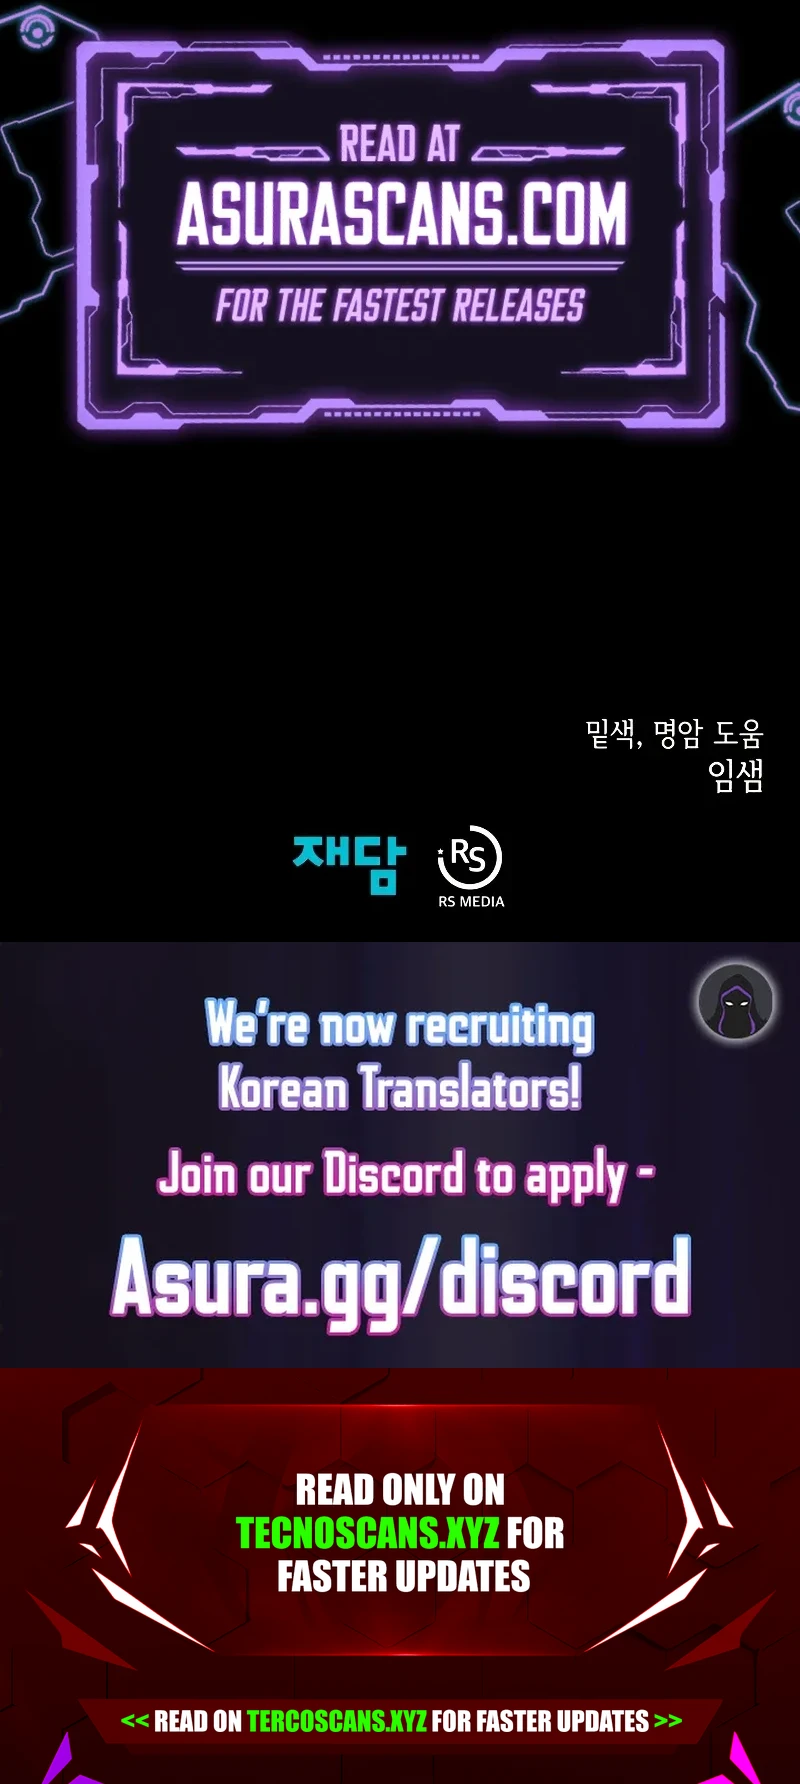 READ AT
ASURASCANS.COM
FOR THE FASTEST RELEASES
밑색, 명암 도움
임샘
재담
RS
RS MEDIA
We're now recruiting
Korean Translators!
Join our Discord to apply -
Asura.gg/discord
READ ONLY ON
TECNOSCANS.XYZ FOR
FASTER UPDATES
<< READ ON TERCOSCANS.XYZ FOR FASTER UPDATES >>